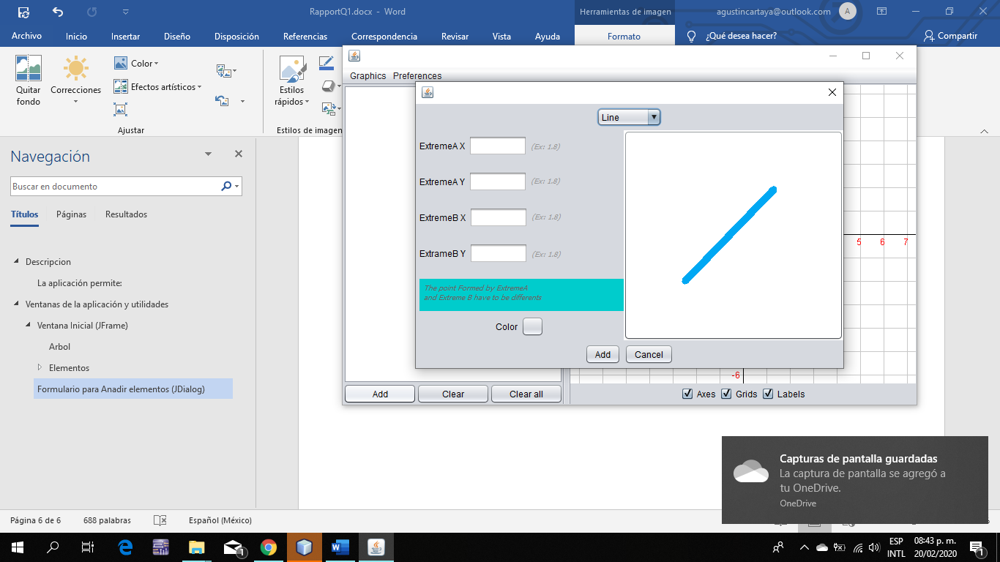 RapportQ1.docx - Word
Herramientas de imagen
agustincartaya@outlook.com
A
Archivo
Inicio
Insertar
Diseño
Disposición
Referencias
Correspondencia
Revisar
Vista
Ayuda
Formato
¿Qué desea hacer?
Compartir
Quitar
fondo
Correcciones
Color
Efectos artísticos
Ajustar
Estilos
rápidos
Estilos de imagen
Navegación
Buscar en documento
Títulos
Páginas
Resultados
Descripcion
La aplicación permite:
Ventanas de la aplicación y utilidades
Ventana Inicial (JFrame)
Arbol
Elementos
Formulario para Anadir elementos (JDialog)
Graphics
Preferences
Line
ExtremeA X
(Ex: 1.8)
ExtremeA Y
(Ex: 1.8)
ExtremeB X
(Ex: 1.8)
ExtrameB Y
(Ex: 1.8)
The point Formed by ExtremeA
and Extreme B have to be differents
Color
Add
Cancel
5 6 7
-6
Add
Clear
Clear all
Axes
Grids
Labels
Capturas de pantalla guardadas
La captura de pantalla se agregó a
tu OneDrive.
OneDrive
Página 6 de 6
688 palabras
Español (México)
1
ESP
INTL
08:43 p. m.
20/02/2020
1